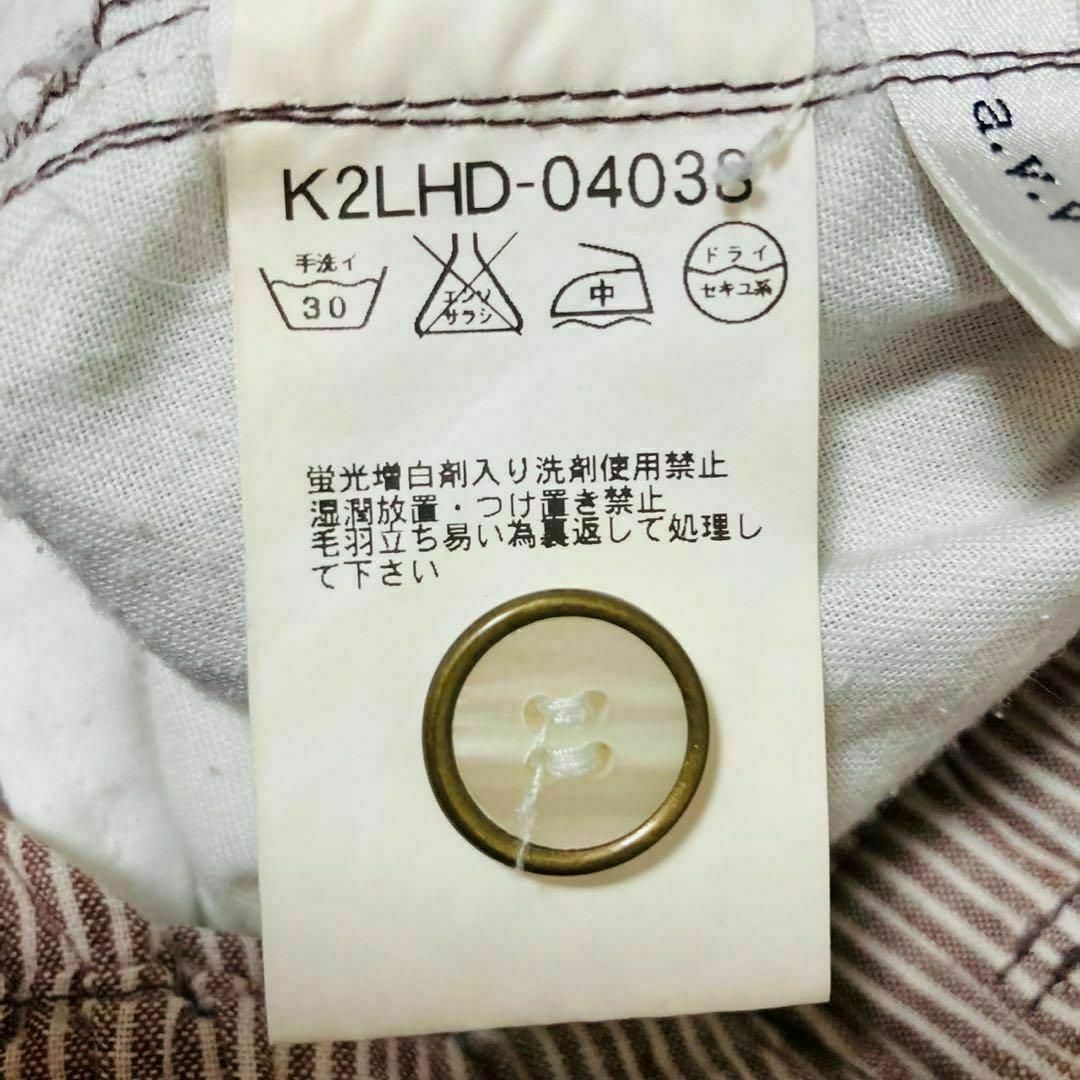 K2LHD-04038
手洗イ
30
エンソ
サラシ
中
ドライ
セキユ系
蛍光増白剤入り洗剤使用禁止
湿潤放置・つけ置き禁止
毛羽立ち易い為裏返して処理し
て下さい
a.v.v